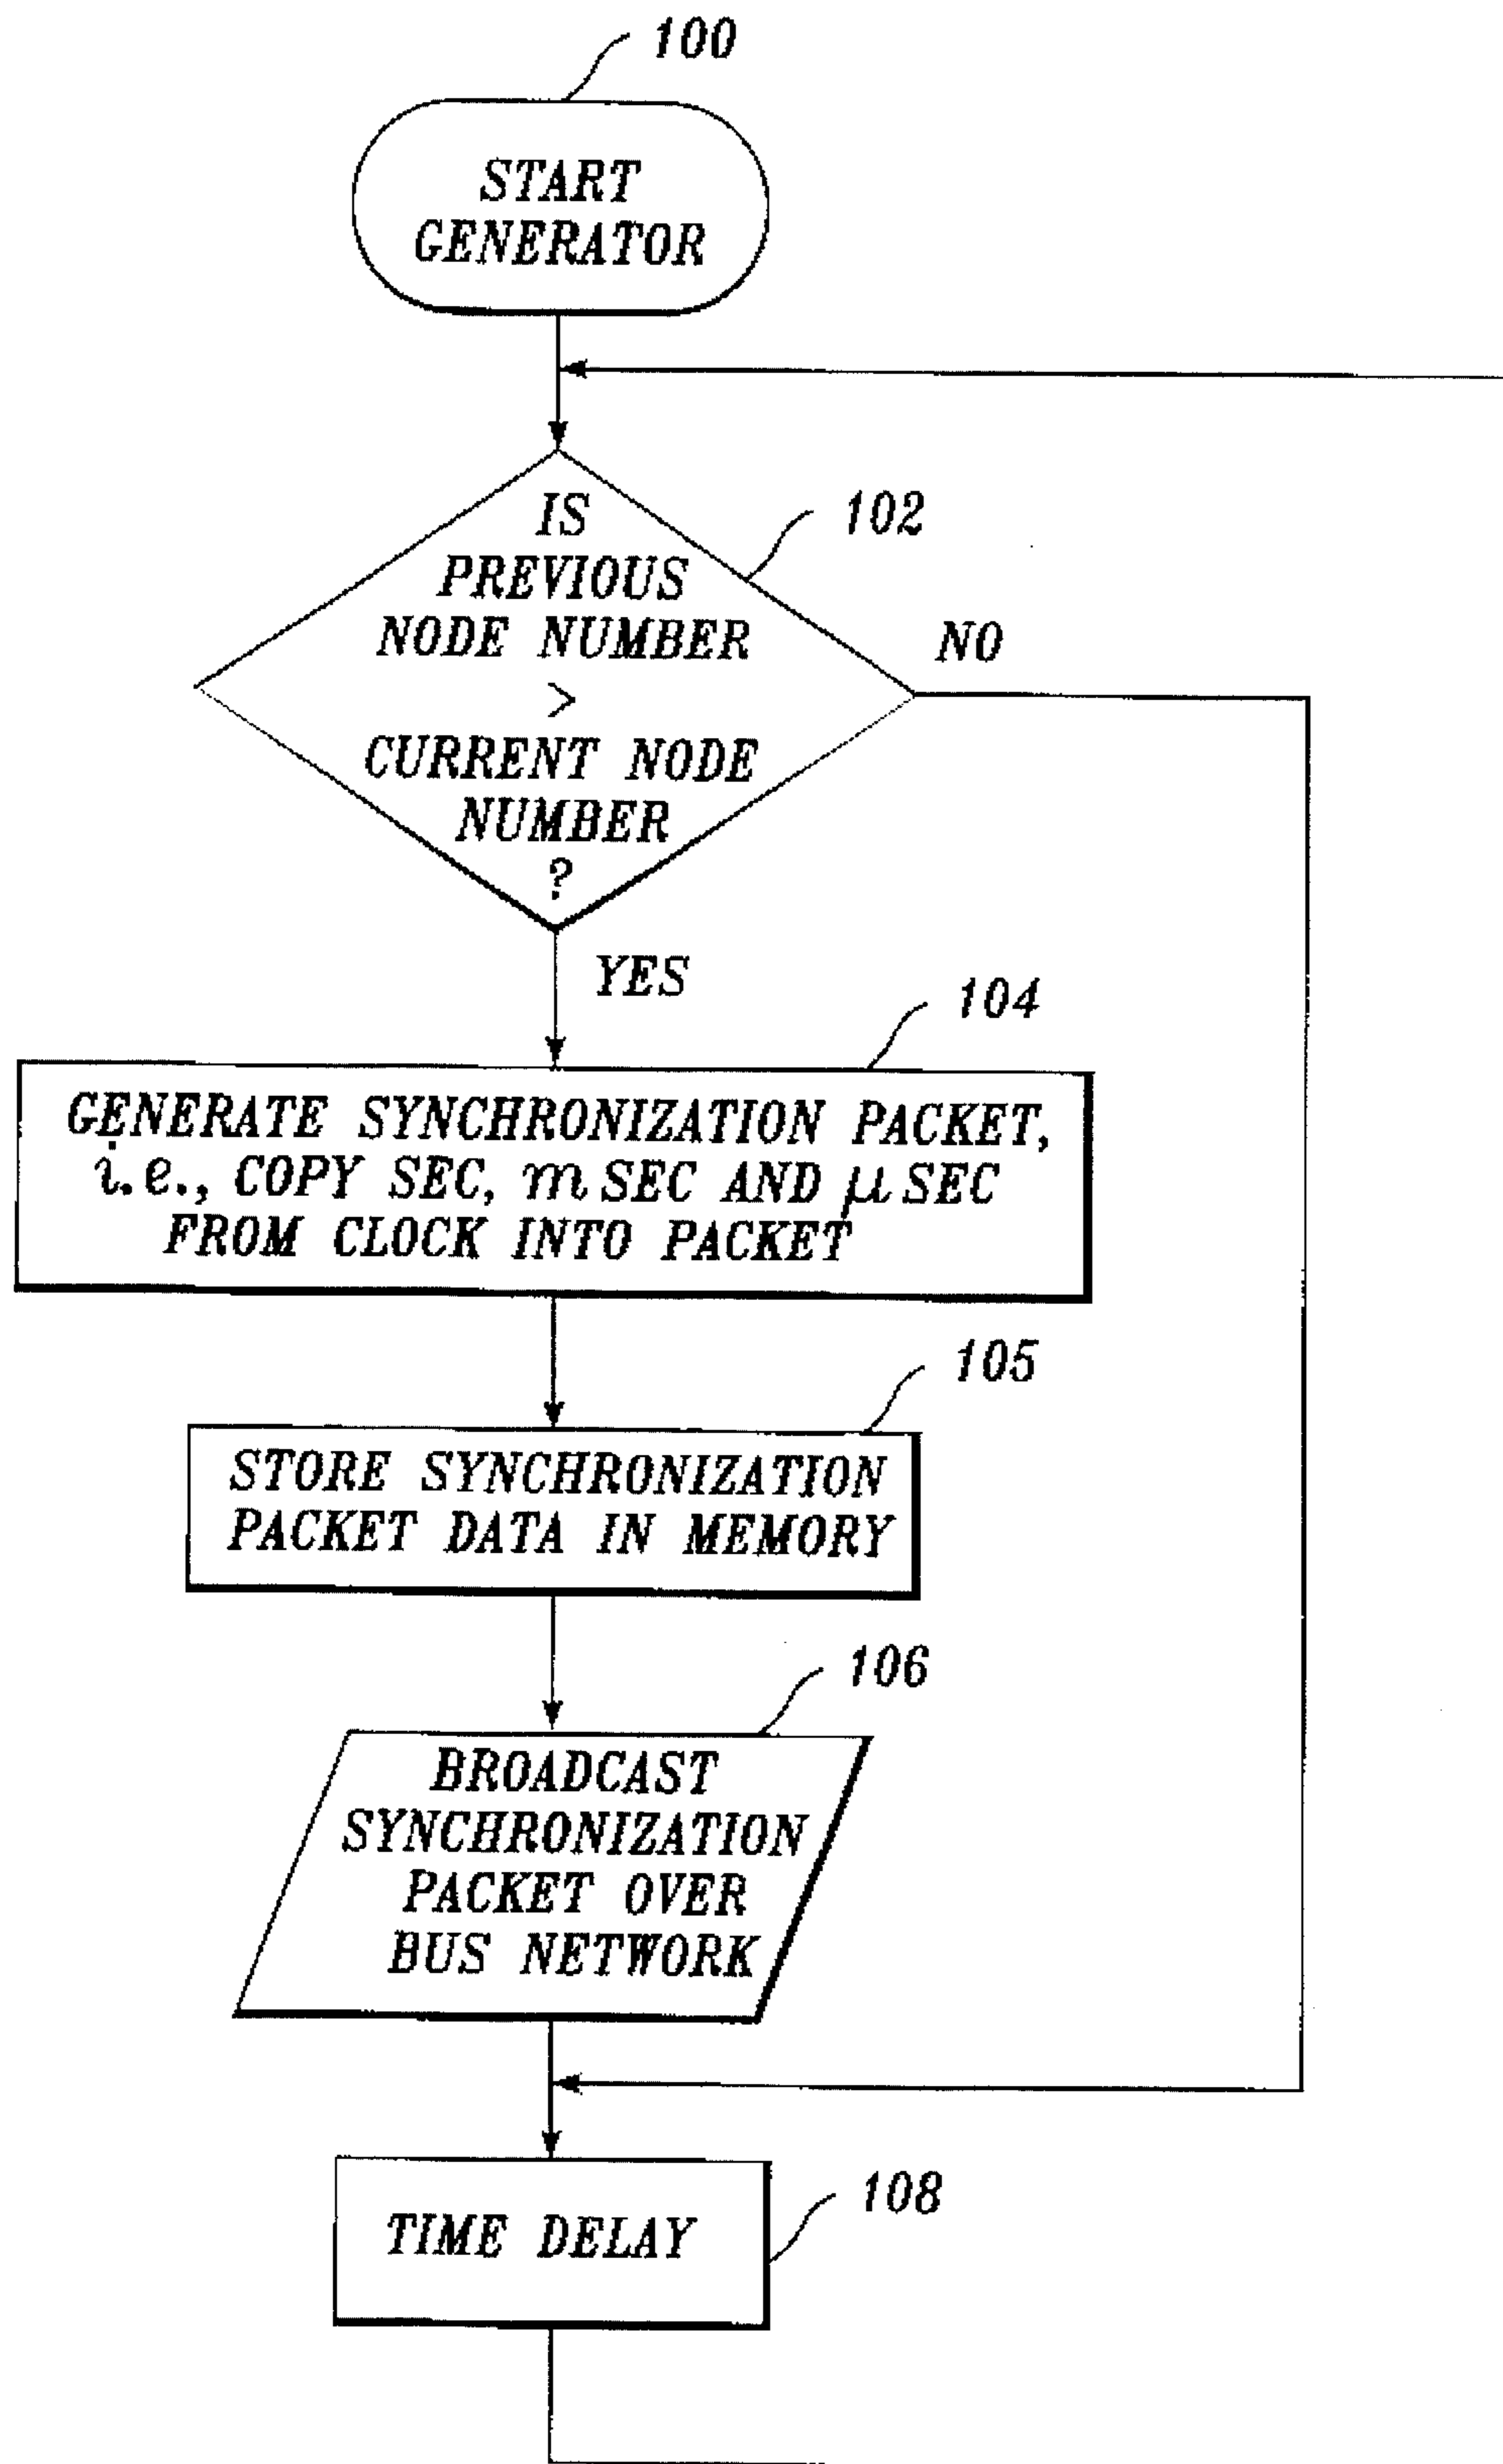 100
START
GENERATOR
102
IS
PREVIOUS
NODE NUMBER
>
CURRENT NODE
NUMBER
?
NO
YES
104
GENERATE SYNCHRONIZATION PACKET,
i.e., COPY SEC, m SEC AND μ SEC
FROM CLOCK INTO PACKET
105
STORE SYNCHRONIZATION
PACKET DATA IN MEMORY
106
BROADCAST
SYNCHRONIZATION
PACKET OVER
BUS NETWORK
108
TIME DELAY